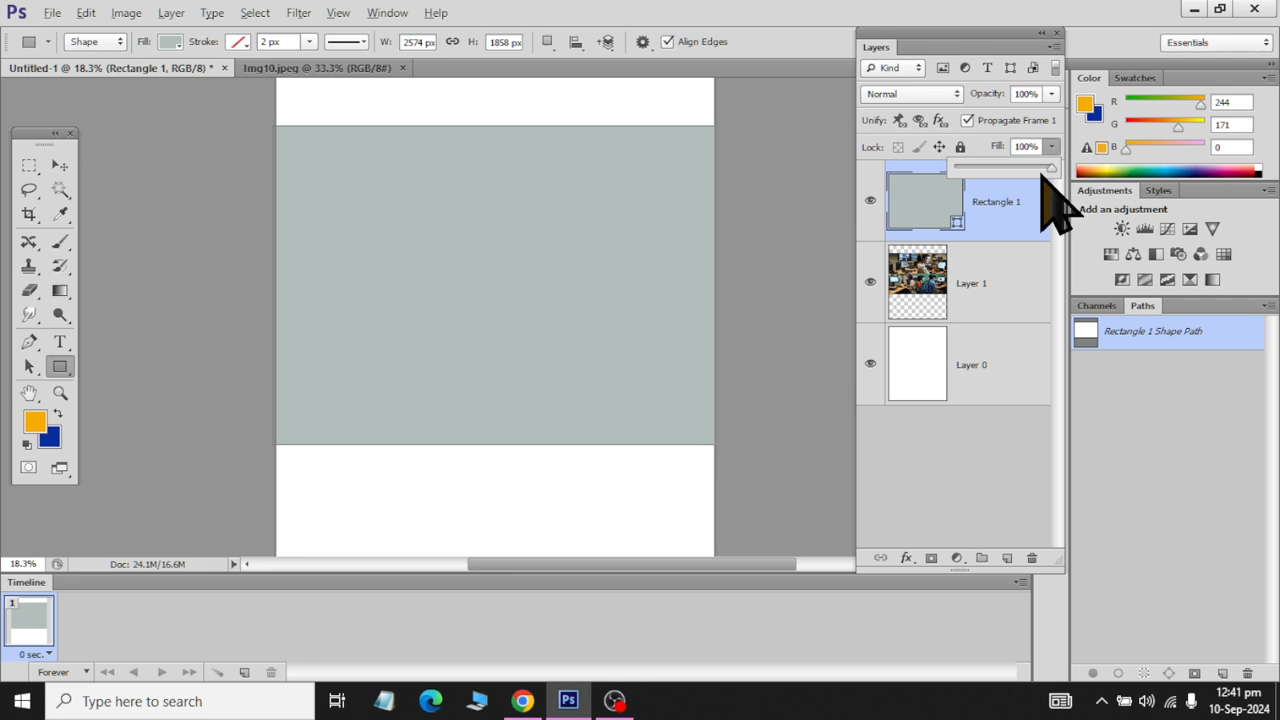 Ps File Edit Image Layer Type Select Filter View Window Help
Shape Fill: Stroke: 2 px W: 2574 px H: 1858 px Align Edges Essentials
Untitled-1 @ 18.3% (Rectangle 1, RGB/8) * × Img10.jpeg @ 33.3% (RGB/8#) ×
Layers
Kind
Normal Opacity: 100%
Unify: Propagate Frame 1
Lock: Fill: 100%
Rectangle 1
Layer 1
Layer 0
Color Swatches
R 244
G 171
B 0
Adjustments Styles
Add an adjustment
Channels Paths
Rectangle 1 Shape Path
18.3% Doc: 24.1M/16.6M
Timeline
1
0 sec.
Forever
Type here to search
Ps
12:41 pm
10-Sep-2024